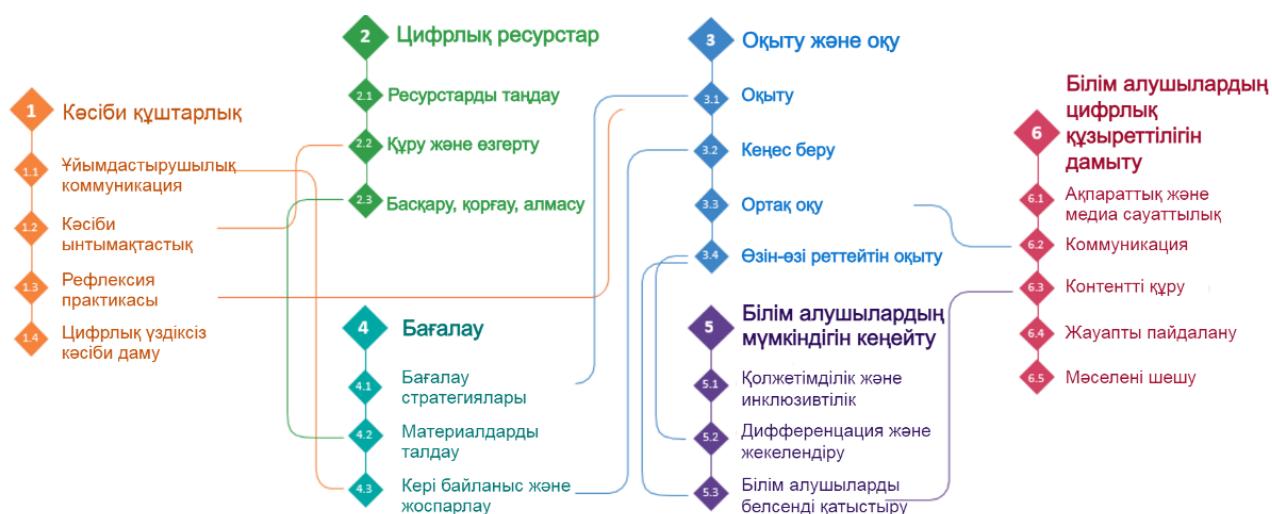 1
Кәсіби құштарлық
1.1
Ұйымдастырушылық
коммуникация
1.2
Кәсіби
ынтымақтастық
1.3
Рефлексия
практикасы
1.4
Цифрлық үздіксіз
кәсіби даму
2
Цифрлық ресурстар
2.1
Ресурстарды таңдау
2.2
Құру және өзгерту
2.3
Басқару, қорғау, алмасу
3
Оқыту және оқу
3.1
Оқыту
3.2
Кеңес беру
3.3
Ортақ оқу
3.4
Өзін-өзі реттейтін оқыту
4
Бағалау
4.1
Бағалау
стратегиялары
4.2
Материалдарды
талдау
4.3
Кері байланыс және
жоспарлау
5
Білім алушылардың
мүмкіндігін кеңейту
5.1
Қолжетімділік және
инклюзивтілік
5.2
Дифференцация және
жекелендіру
5.3
Білім алушыларды
белсенді қатыстыру
6
Білім алушылардың
цифрлық
құзыреттілігін
дамыту
6.1
Ақпараттық және
медиа сауаттылық
6.2
Коммуникация
6.3
Контентті құру
6.4
Жауапты пайдалану
6.5
Мәселені шешу